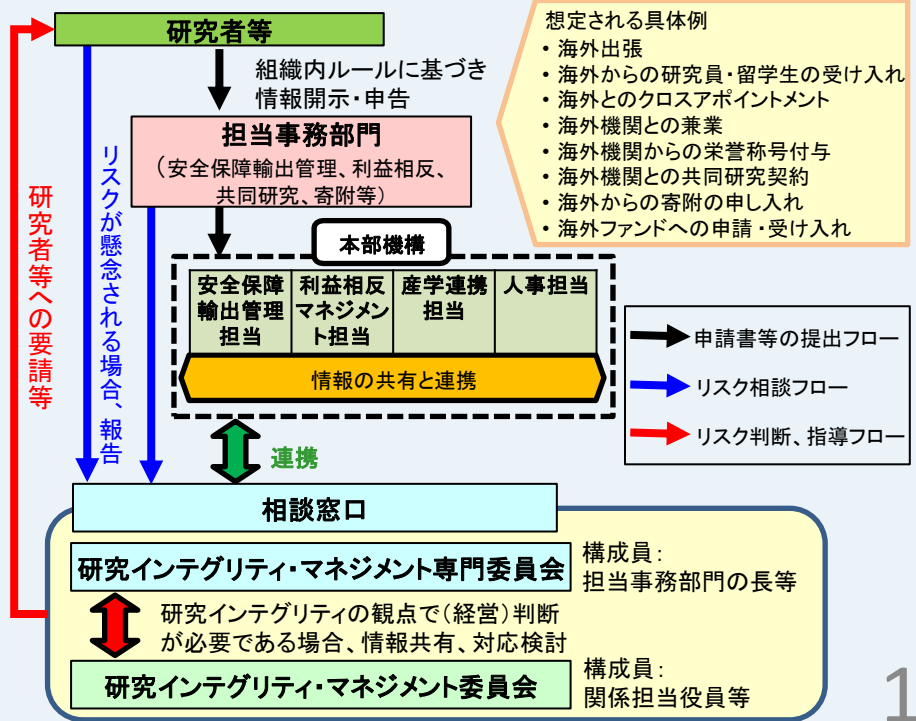 研究者等
組織内ルールに基づき
情報開示・申告
担当事務部門
(安全保障輸出管理、利益相反、
共同研究、寄附等)
想定される具体例
・海外出張
・海外からの研究員・留学生の受け入れ
・海外とのクロスアポイントメント
・海外機関との兼業
・海外機関からの栄誉称号付与
・海外機関との共同研究契約
・海外からの寄附の申し入れ
・海外ファンドへの申請・受け入れ
研究者等への要請等
リスクが懸念される場合、報告
本部機構
安全保障
輸出管理
担当
利益相反
マネジメン
ト担当
産学連携
担当
人事担当
情報の共有と連携
申請書等の提出フロー
リスク相談フロー
リスク判断、指導フロー
連携
相談窓口
研究インテグリティ・マネジメント専門委員会
構成員:
担当事務部門の長等
研究インテグリティの観点で(経営)判断
が必要である場合、情報共有、対応検討
研究インテグリティ・マネジメント委員会
構成員:
関係担当役員等
1